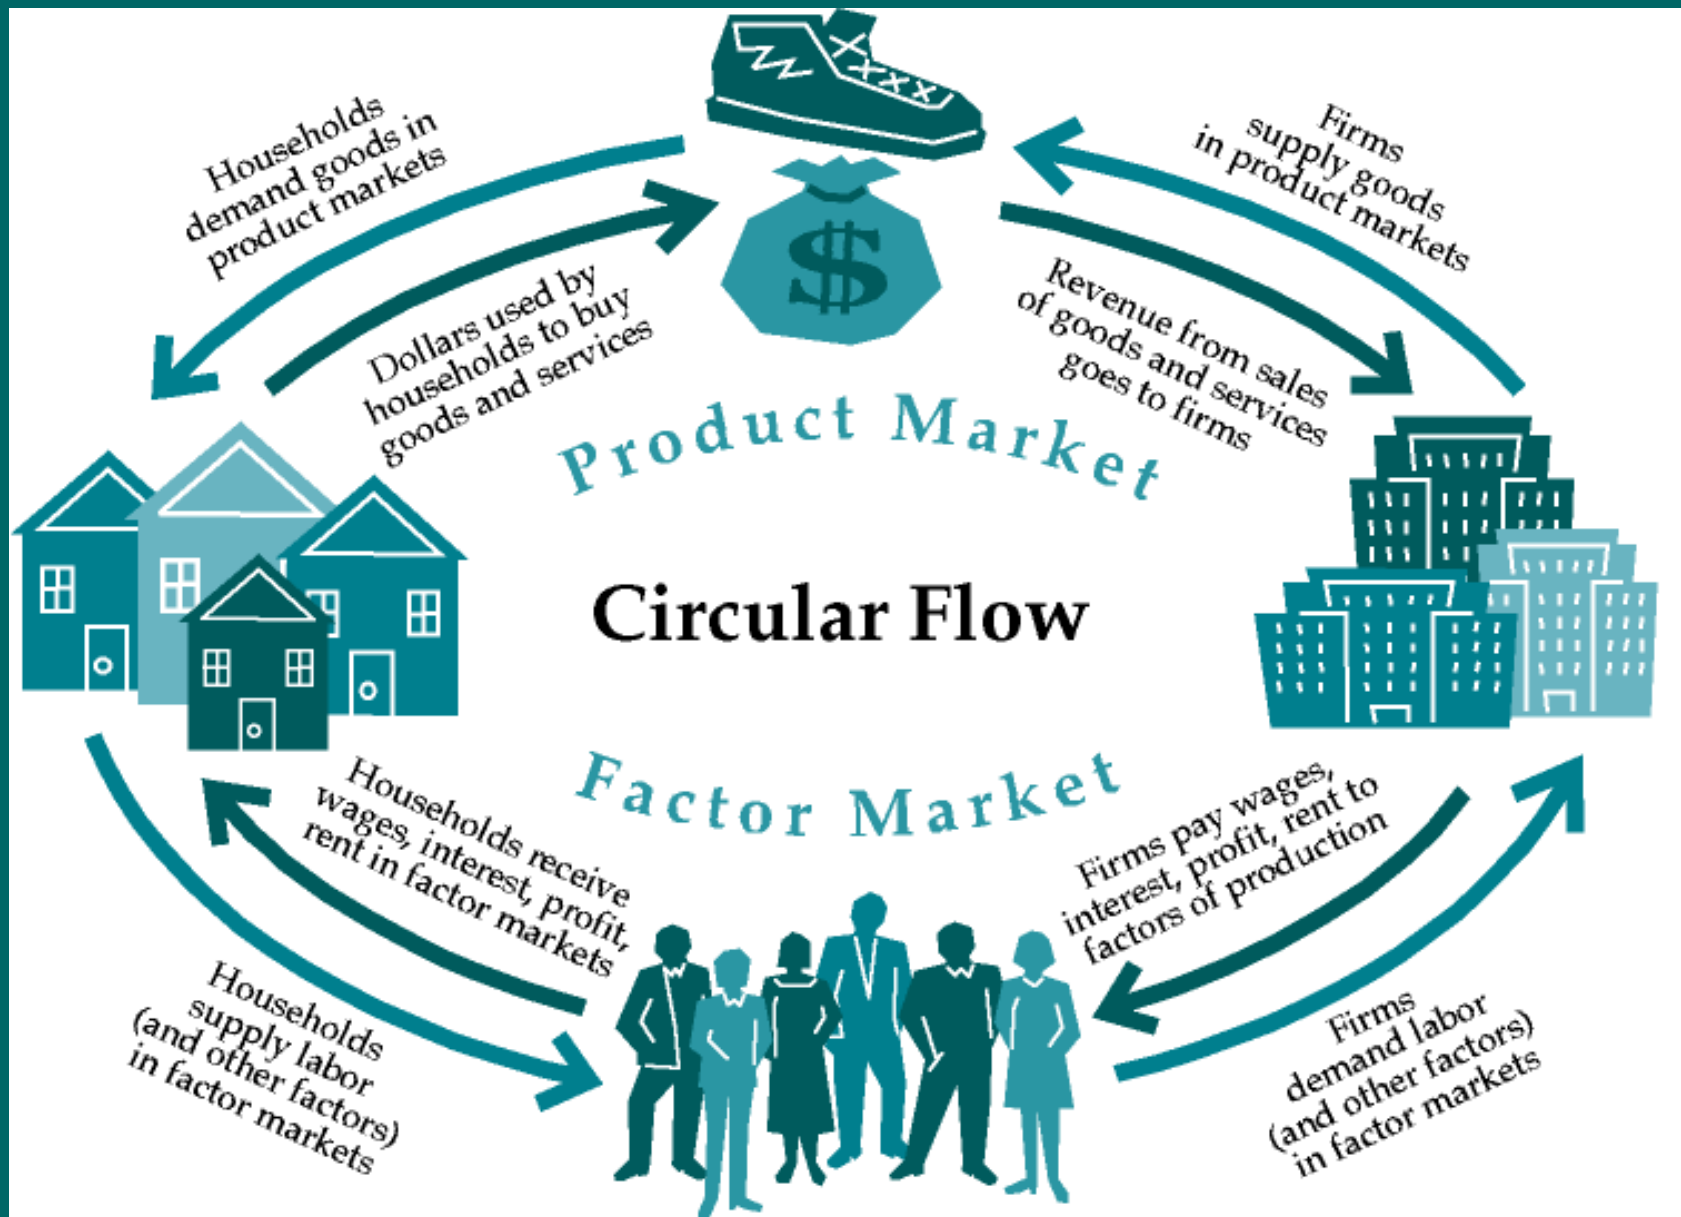 Households
demand goods in
product markets
Firms
supply goods
in product markets
$
Dollars used by
households to buy
goods and services
Revenue from sales
of goods and services
goes to firms
Product Market
Circular Flow
Factor Market
Households receive
wages, interest, profit,
rent in factor markets
Firms pay wages,
interest, profit, rent to
factors of production
Households
supply labor
(and other factors)
in factor markets
Firms
demand labor
(and other factors)
in factor markets